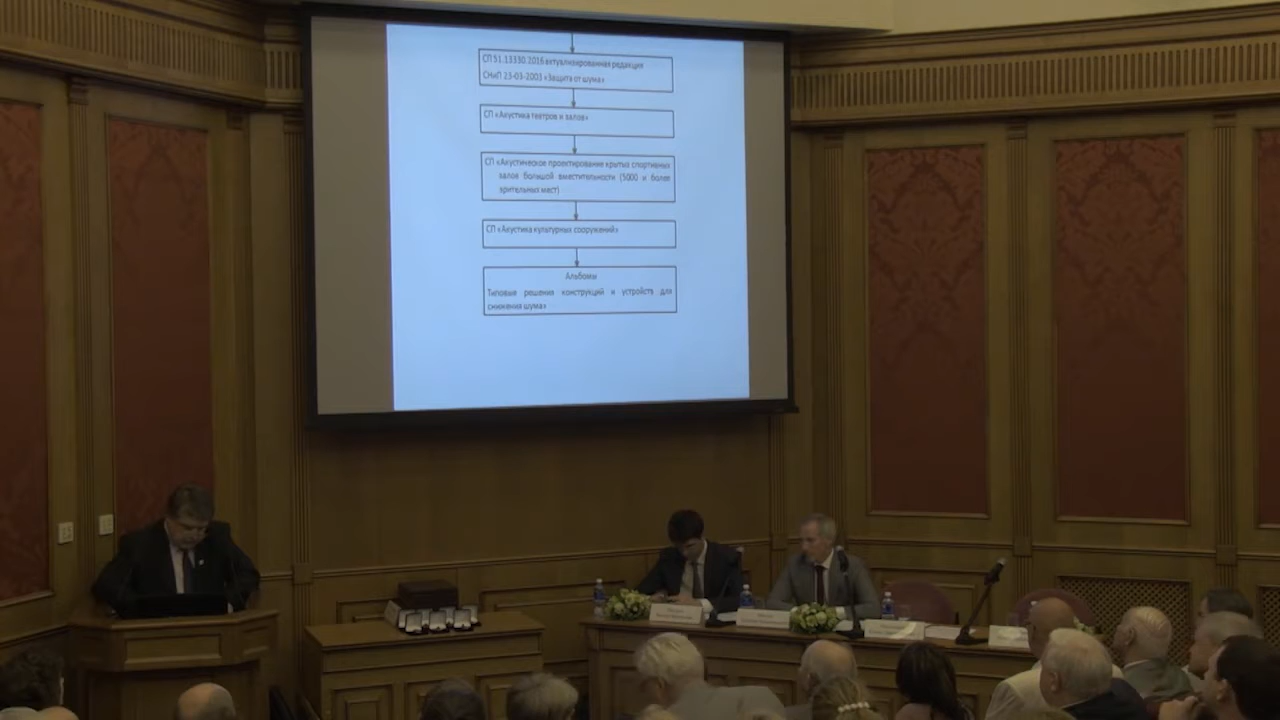 СП 51.13330.2016 актуализированная редакция
СНиП 23-03-2003 «Защита от шума»
СП «Акустика театров и залов»
СП «Акустическое проектирование крытых спортивных
залов большой вместительности (5000 и более
зрительных мест)
СП «Акустика культурных сооружений»
Альбомы
Типовые решения конструкций и устройств для
снижения шума»